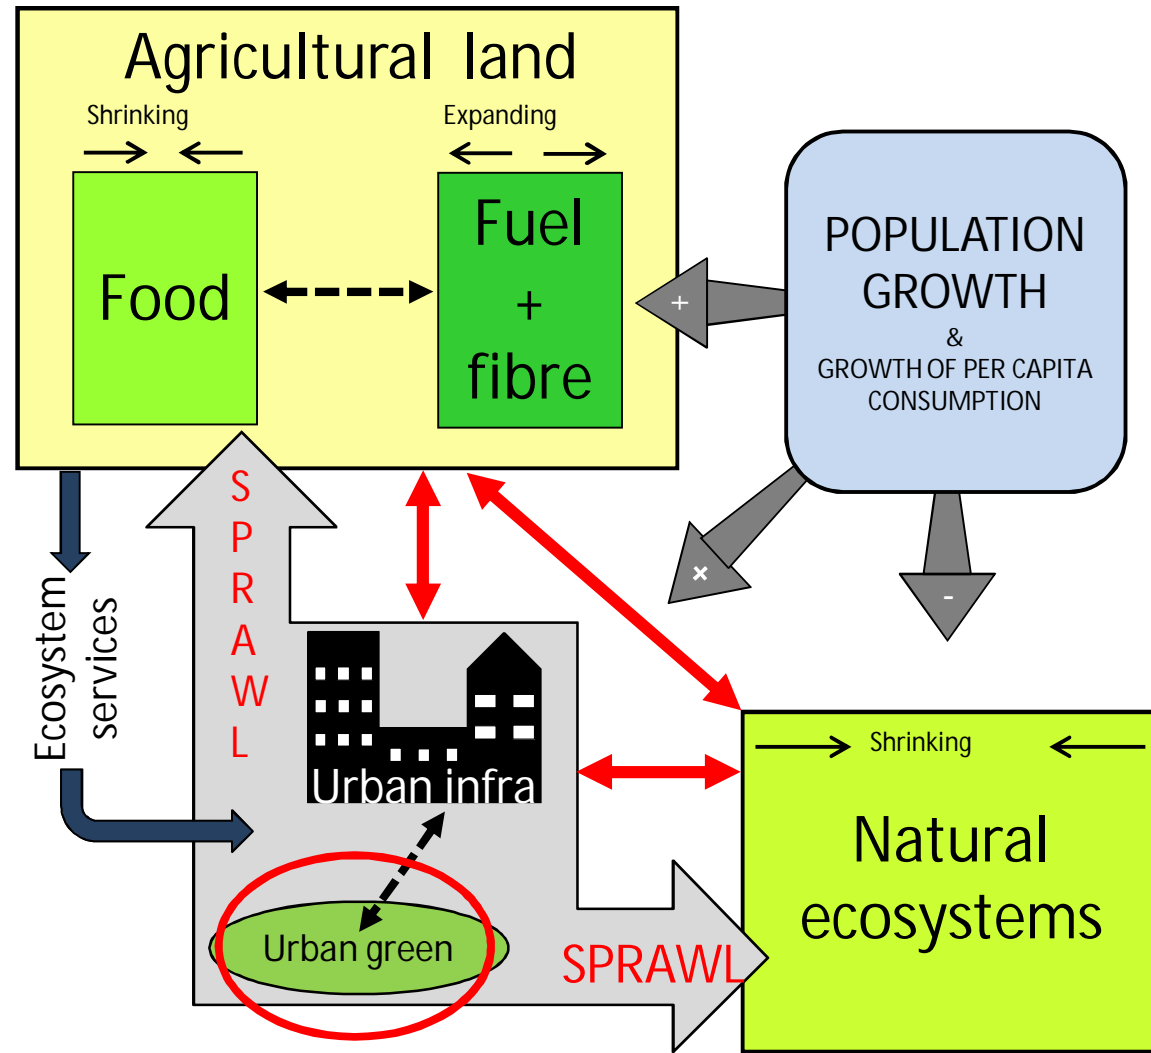 Agricultural land
Shrinking
Expanding
Food
Fuel
+
fibre
+
POPULATION
GROWTH
&
GROWTH OF PER CAPITA
CONSUMPTION
×
-
SPRAWL
Ecosystem
services
Urban infra
Urban green
SPRAWL
Shrinking
Natural
ecosystems